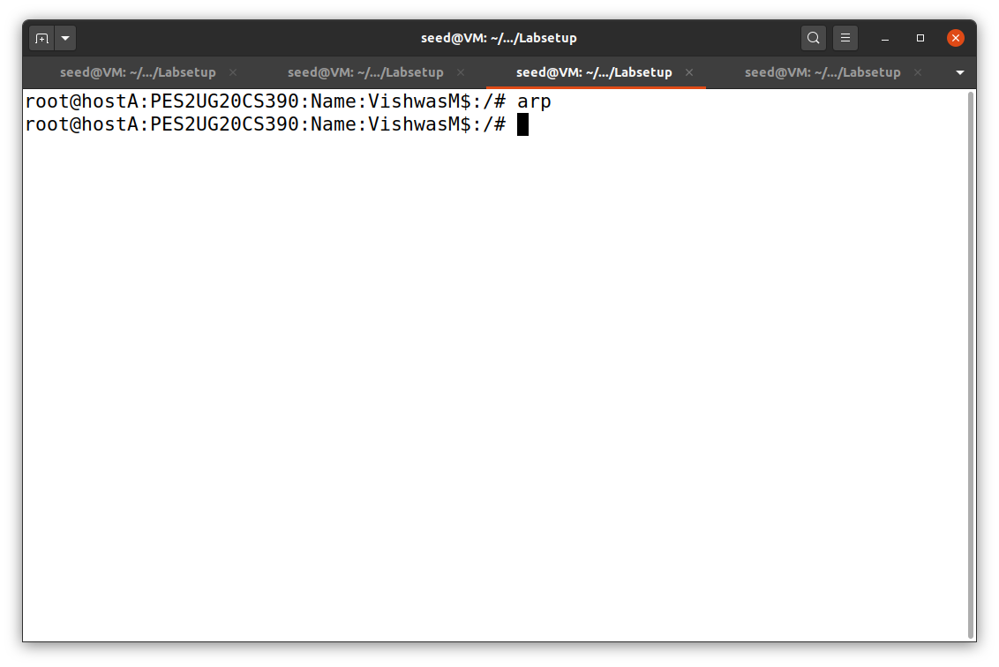 seed@VM: ~/.../Labsetup
seed@VM: ~/.../Labsetup seed@VM: ~/.../Labsetup seed@VM: ~/.../Labsetup seed@VM: ~/.../Labsetup
root@hostA:PES2UG20CS390:Name:VishwasM$:/# arp
root@hostA:PES2UG20CS390:Name:VishwasM$:/#